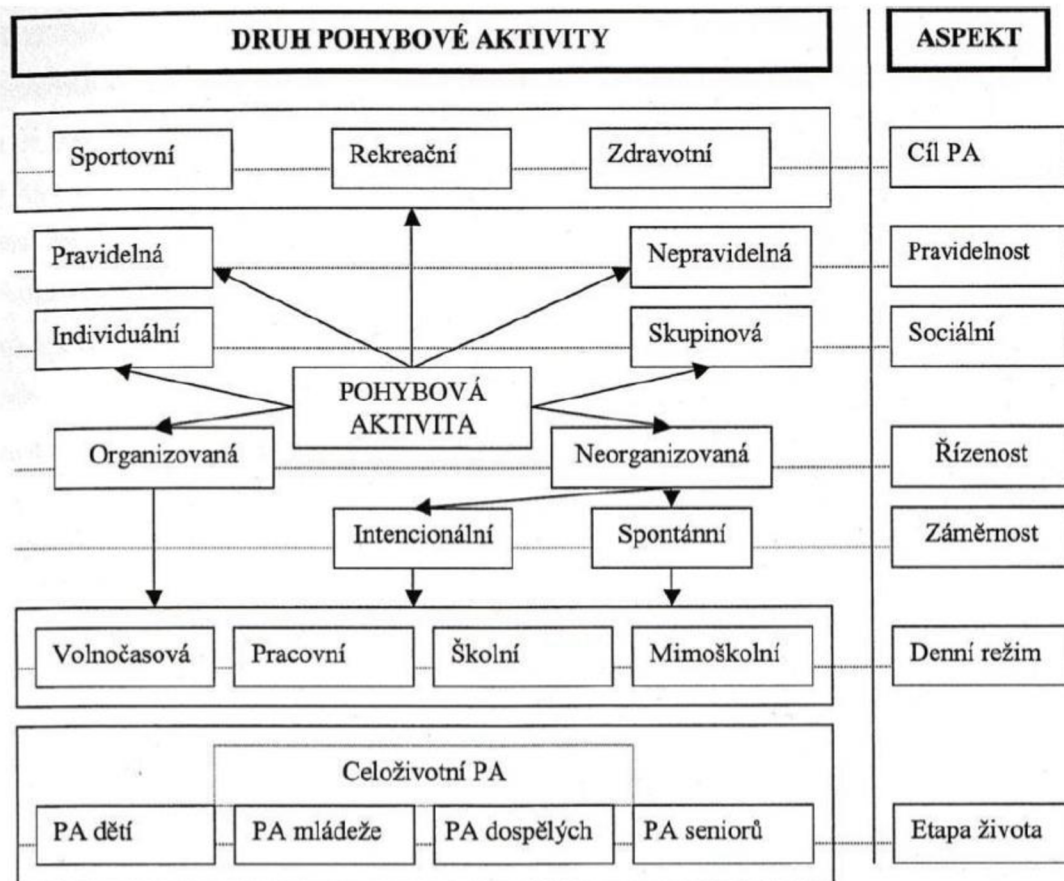 DRUH POHYBOVÉ AKTIVITY
ASPEKT
Sportovní
Rekreační
Zdravotní
Cíl PA
Pravidelná
Nepravidelná
Pravidelnost
Individuální
Skupinová
Sociální
POHYBOVÁ
AKTIVITA
Organizovaná
Neorganizovaná
Řízenost
Intencionální
Spontánní
Záměrnost
Volnočasová
Pracovní
Školní
Mimoškolní
Denní režim
Celoživotní PA
PA dětí
PA mládeže
PA dospělých
PA seniorů
Etapa života